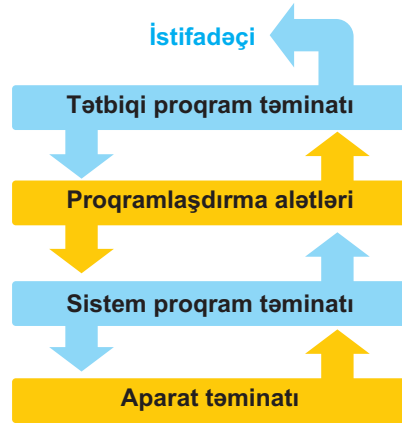 İstifadəçi
Tətbiqi proqram təminatı
Proqramlaşdırma alətləri
Sistem proqram təminatı
Aparat təminatı